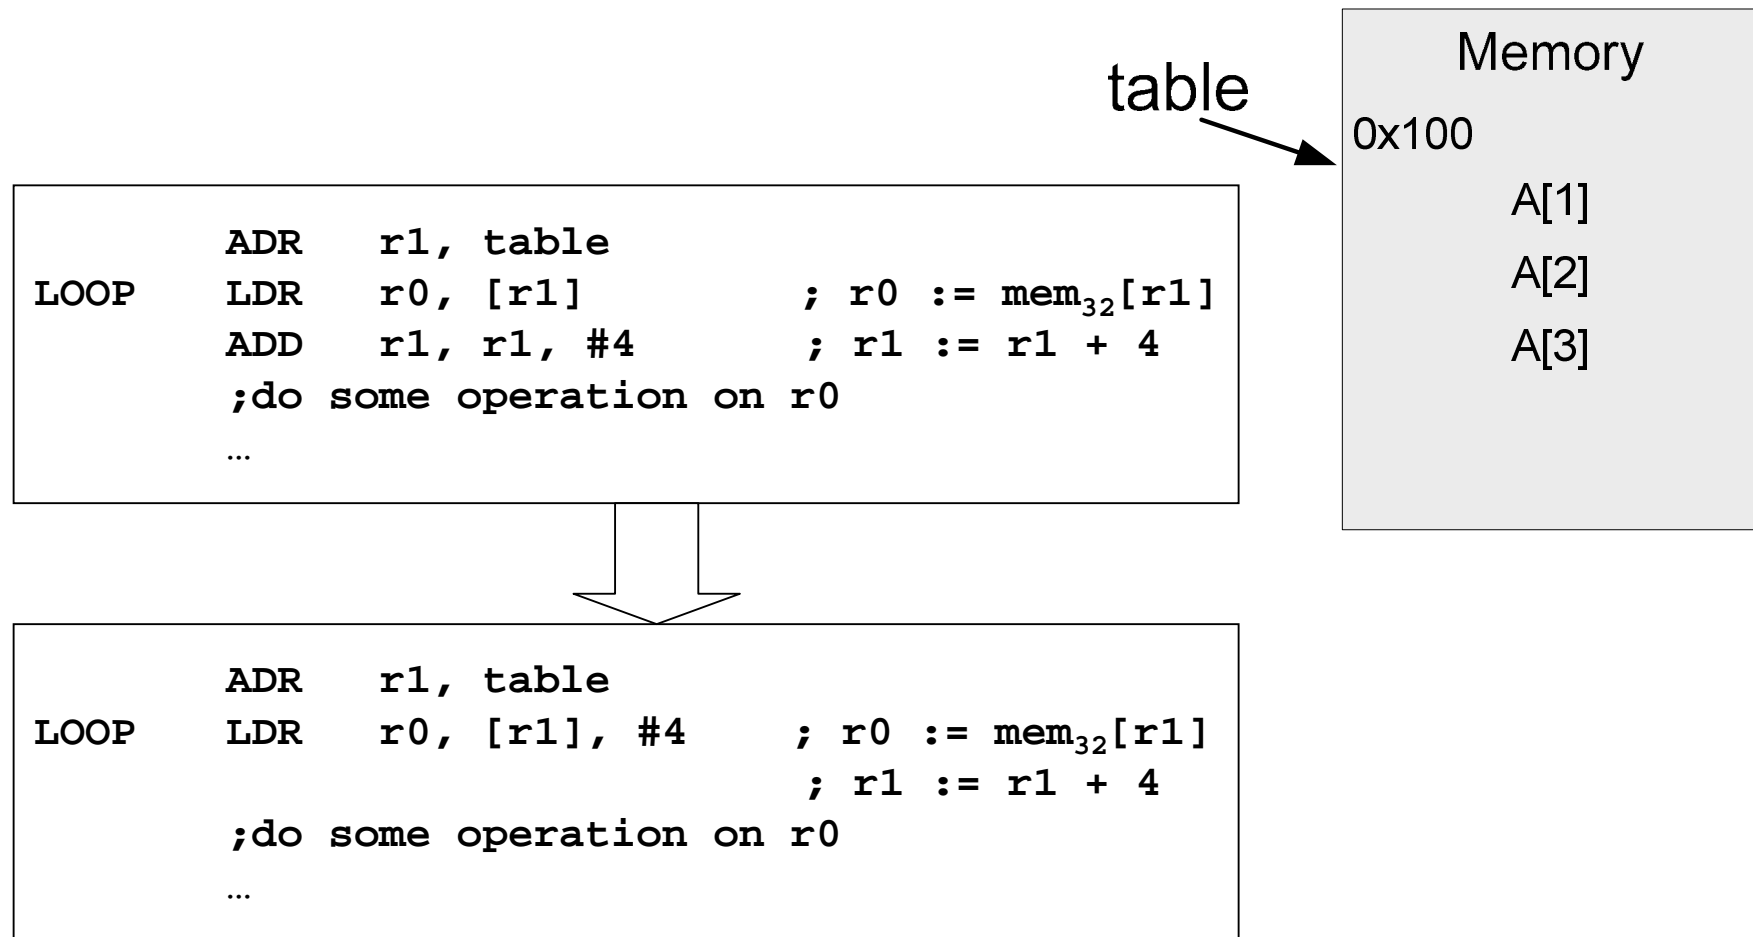 Memory
table
0x100
A[1]
A[2]
A[3]
ADR r1, table
LOOP LDR r0, [r1] ; r0 := mem32[r1]
ADD r1, r1, #4 ; r1 := r1 + 4
;do some operation on r0
…
ADR r1, table
LOOP LDR r0, [r1], #4 ; r0 := mem32[r1]
; r1 := r1 + 4
;do some operation on r0
…